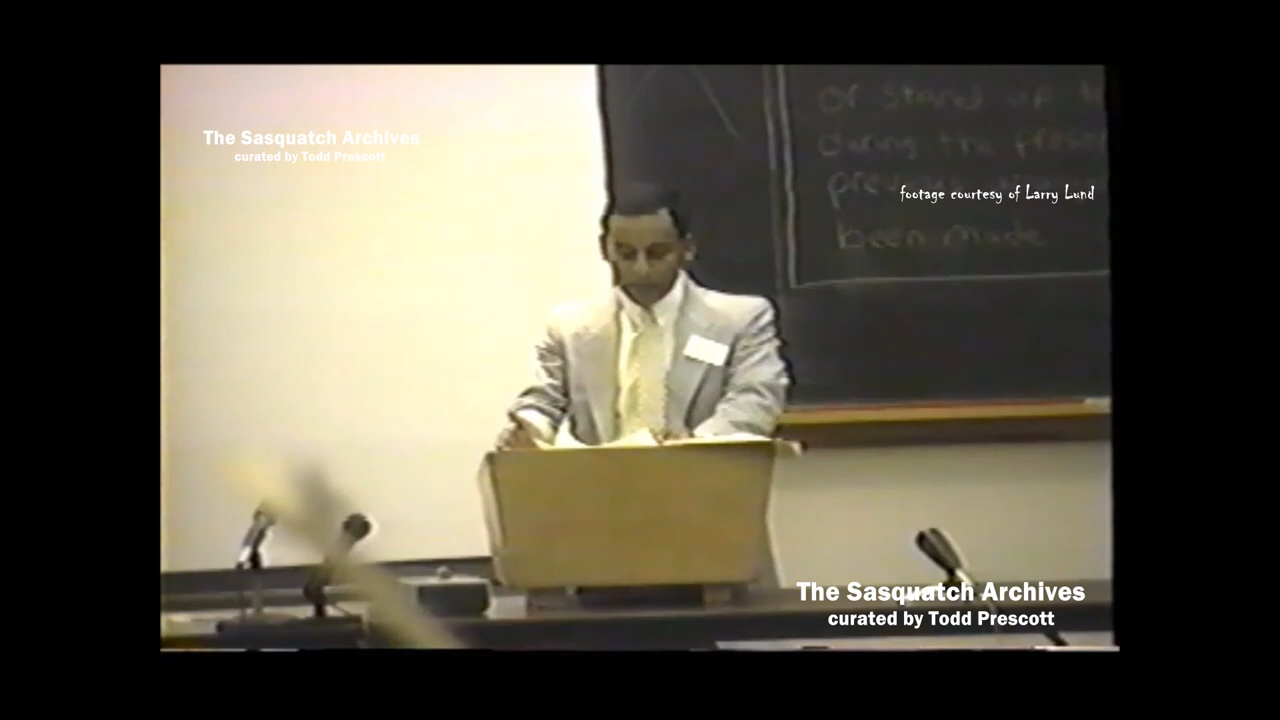 The Sasquatch Archives
curated by Todd Prescott
or stand up
during the
footage courtesy of Larry Lund
been made
The Sasquatch Archives
curated by Todd Prescott